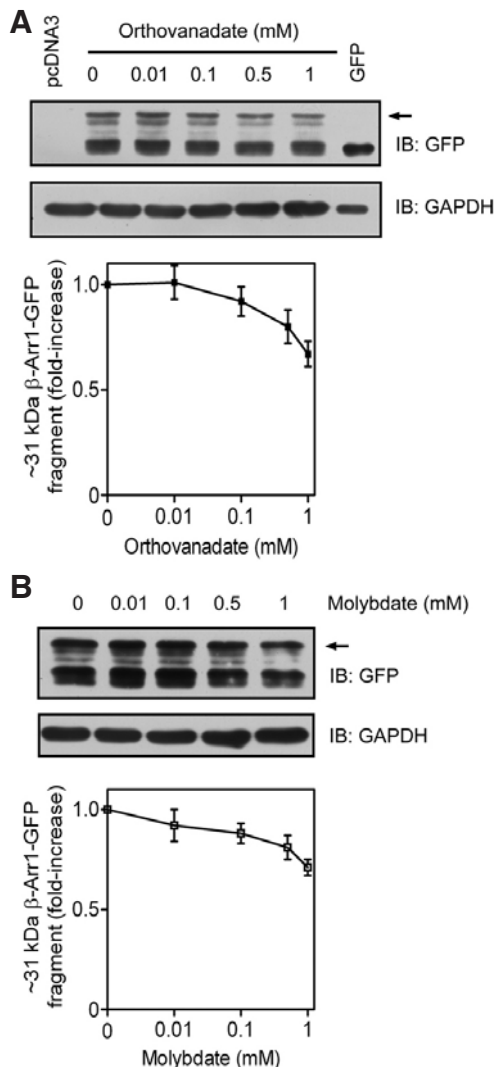 A
pcDNA3
Orthovanadate (mM)
GFP
0 0.01 0.1 0.5 1
IB: GFP
IB: GAPDH
~31 kDa β-Arr1-GFP
fragment (fold-increase)
1.0
0.5
0
0 0.01 0.1 1
Orthovanadate (mM)
B
0 0.01 0.1 0.5 1 Molybdate (mM)
IB: GFP
IB: GAPDH
~31 kDa β-Arr1-GFP
fragment (fold-increase)
1.0
0.5
0
0 0.01 0.1 1
Molybdate (mM)